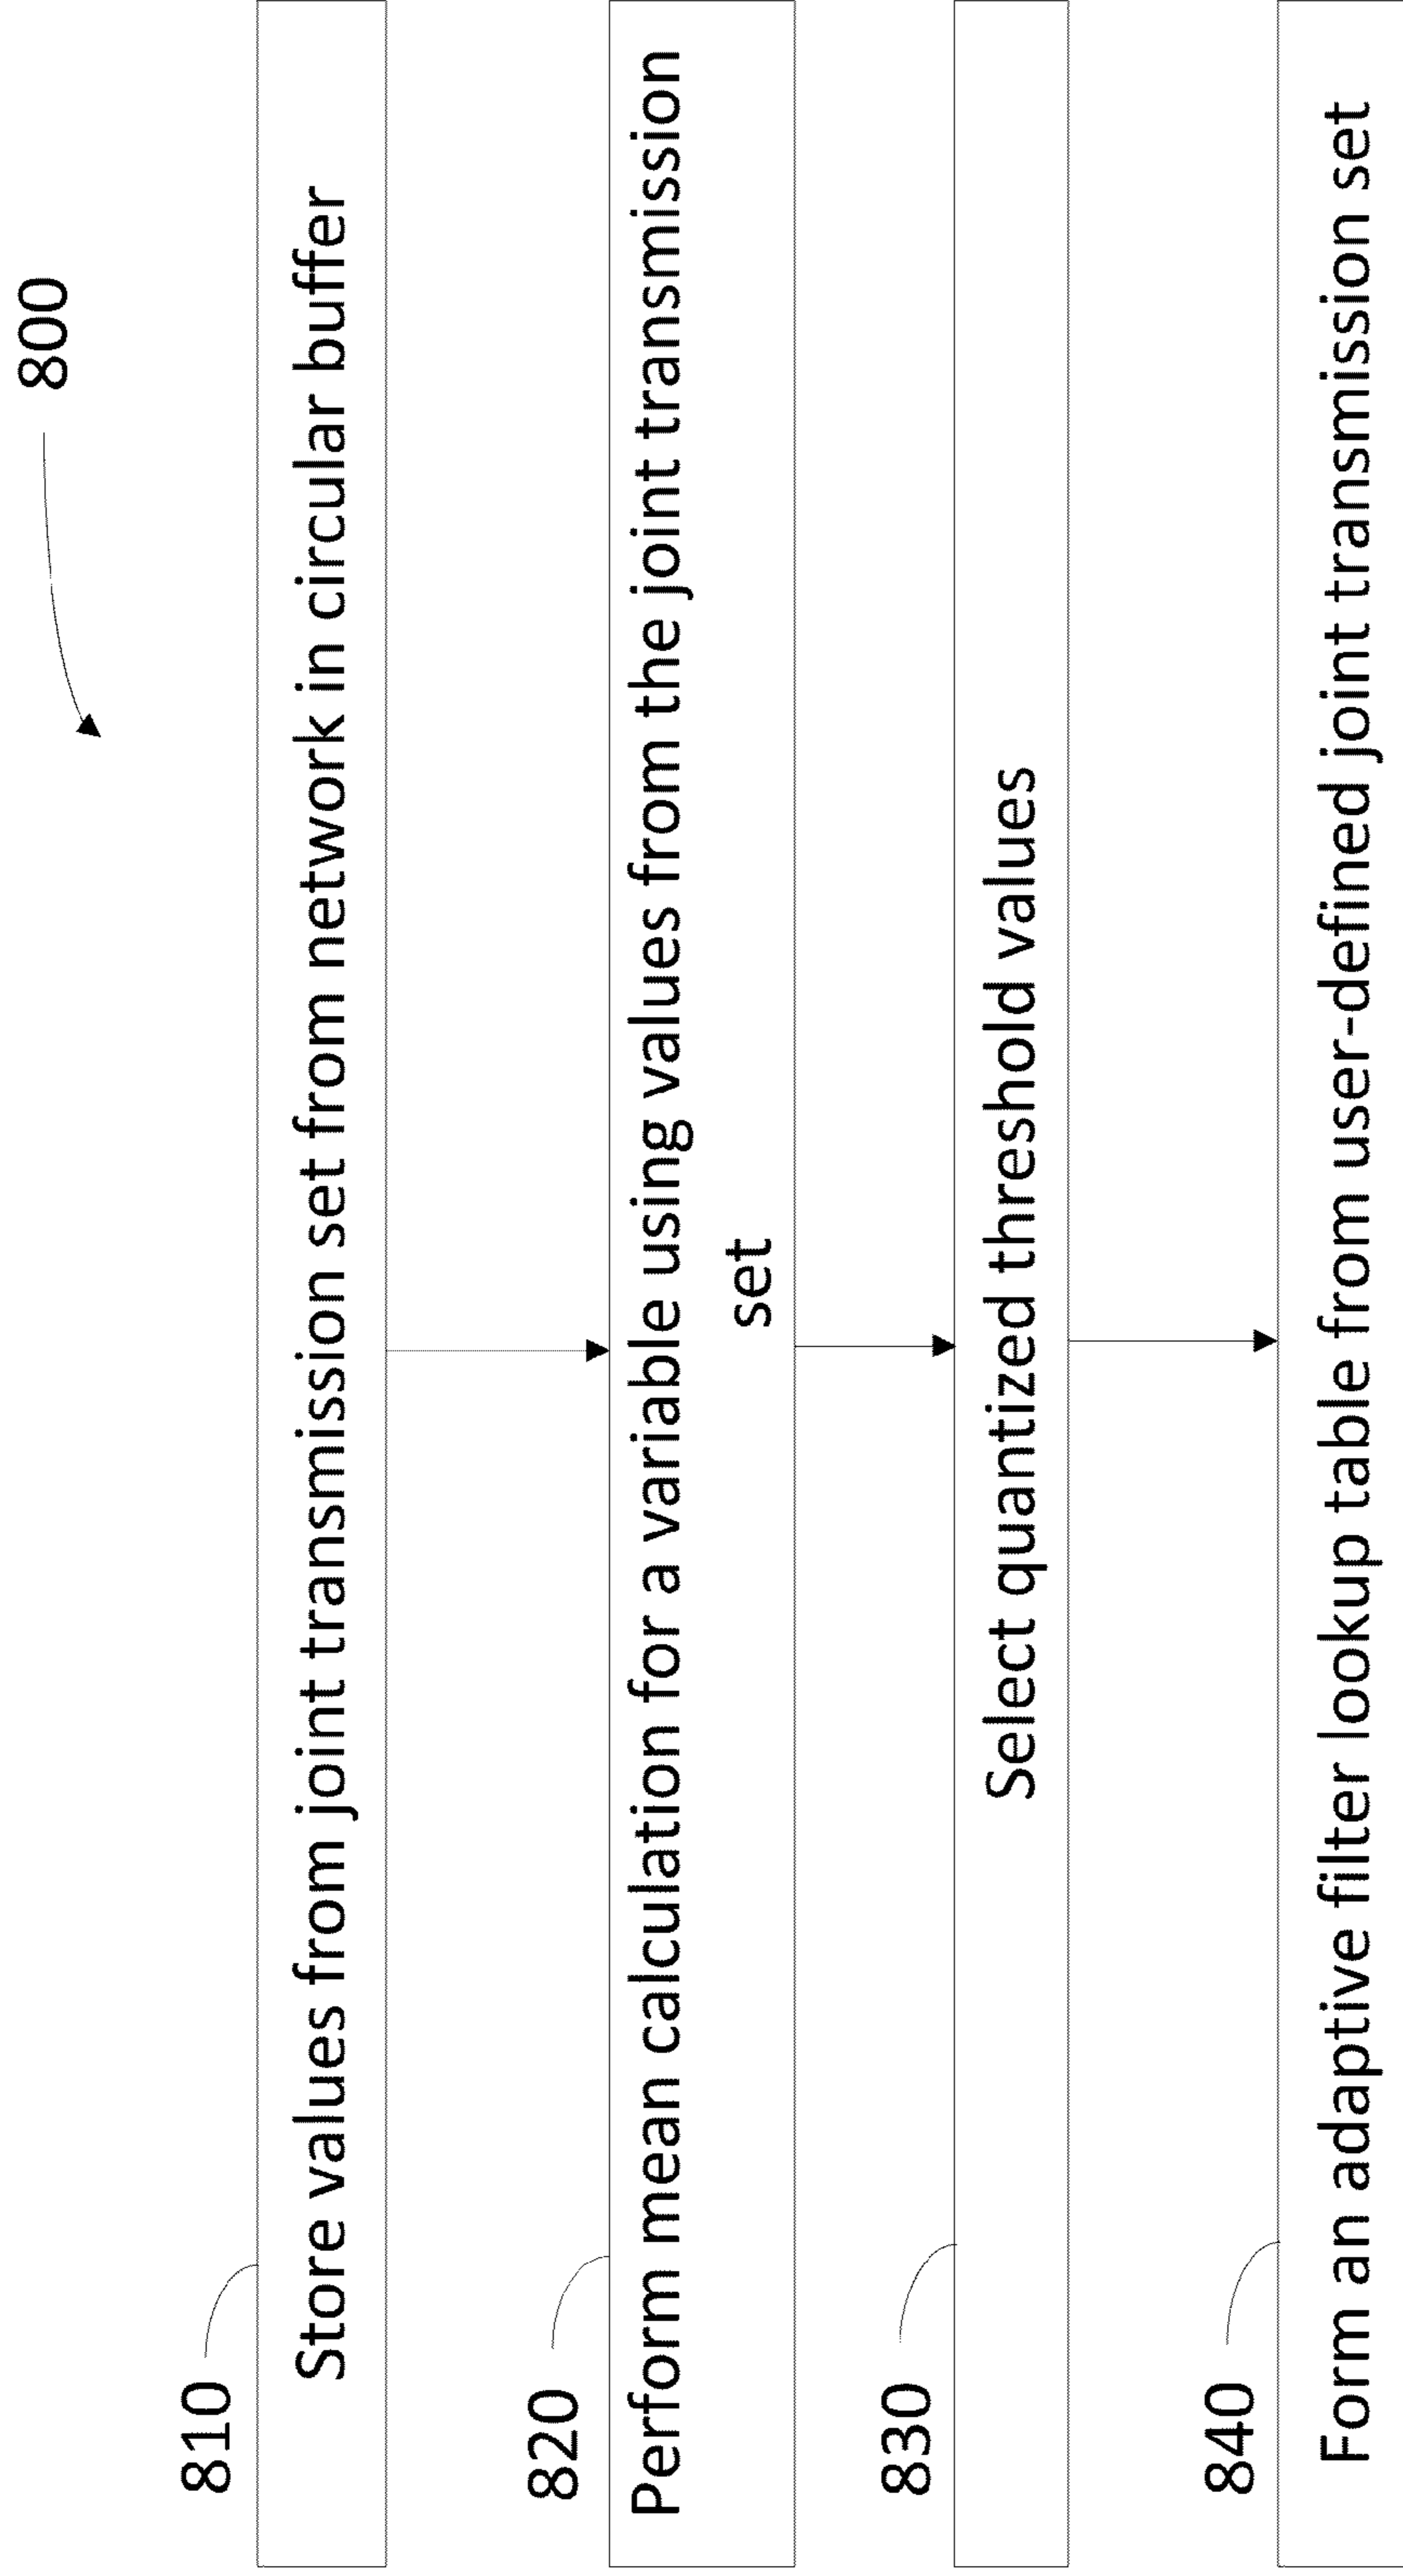 800
810
Store values from joint transmission set from network in circular buffer
820
Perform mean calculation for a variable using values from the joint transmission
set
830
Select quantized threshold values
840
Form an adaptive filter lookup table from user-defined joint transmission set